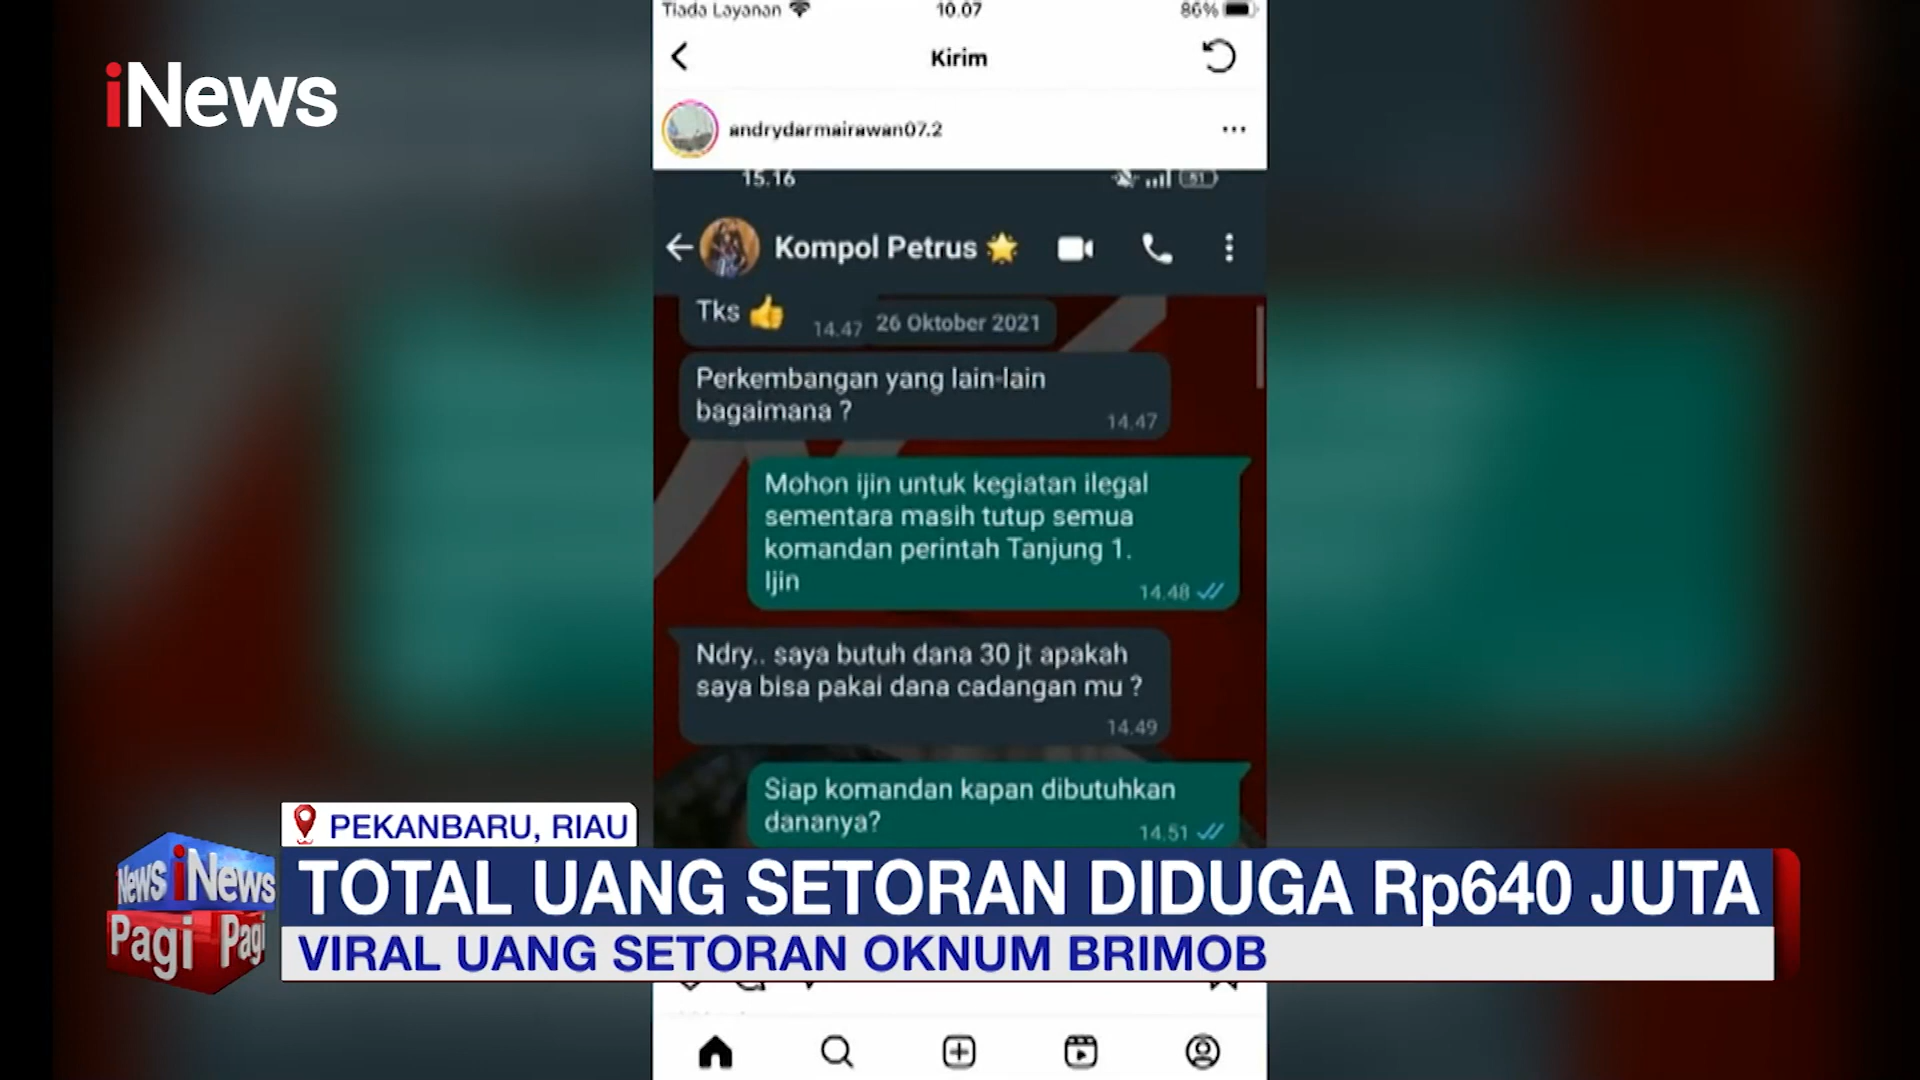 iNews
Tiada Layanan 10.07 86%
Kirim
andrydarmairawan07.2
15.16 51
Kompol Petrus
Tks 14.47
26 Oktober 2021
Perkembangan yang lain-lain
bagaimana ?
14.47
Mohon ijin untuk kegiatan ilegal
sementara masih tutup semua
komandan perintah Tanjung 1.
Ijin
14.48
Ndry.. saya butuh dana 30 jt apakah
saya bisa pakai dana cadangan mu ?
14.49
Siap komandan kapan dibutuhkan
dananya?
14.51
PEKANBARU, RIAU
News iNews
Pagi Pagi
TOTAL UANG SETORAN DIDUGA Rp640 JUTA
VIRAL UANG SETORAN OKNUM BRIMOB